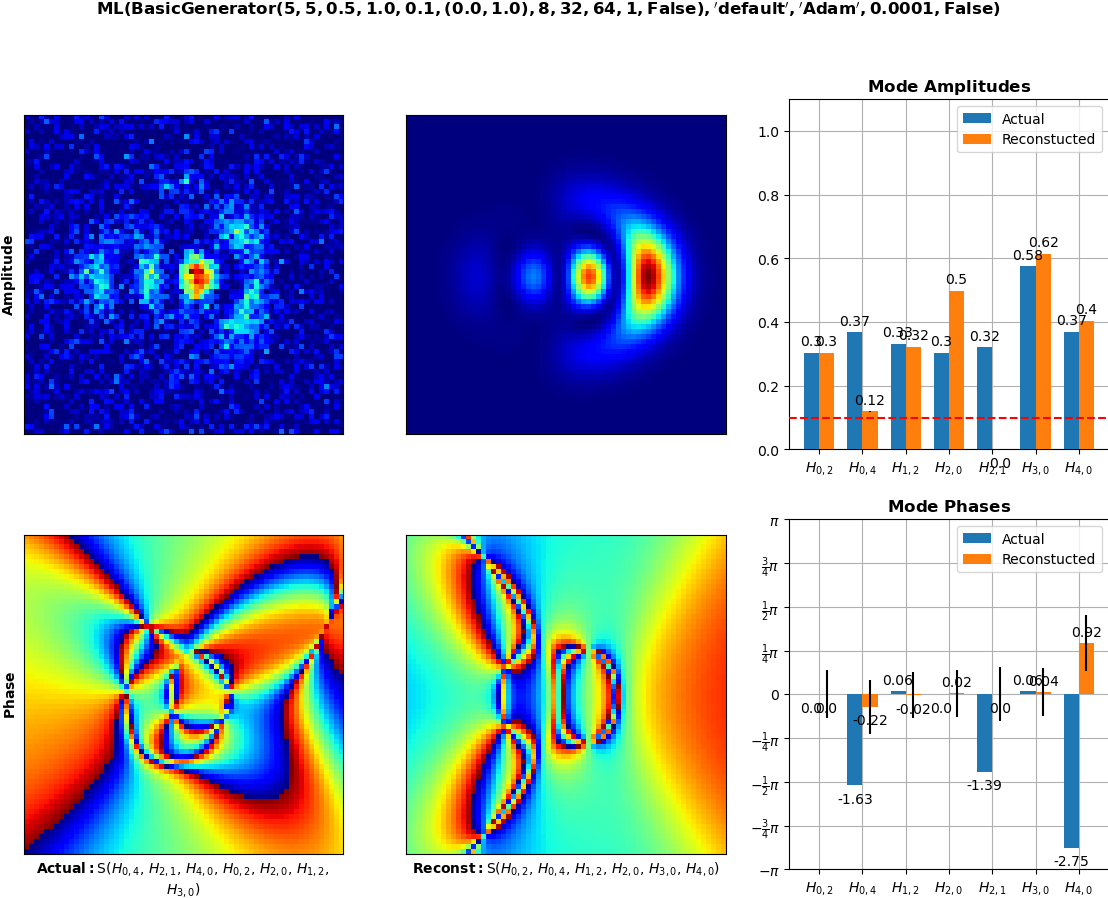 ML(BasicGenerator(5, 5, 0.5, 1.0, 0.1, (0.0, 1.0), 8, 32, 64, 1, False), ′default′, ′Adam′, 0.0001, False)
Amplitude
Mode Amplitudes
Actual
Reconstucted
1.0
0.8
0.6
0.4
0.2
0.0
0.3 0.3
0.37 0.12
0.33 0.32
0.3 0.5
0.32 0.0
0.58 0.62
0.37 0.4
H0,2 H0,4 H1,2 H2,0 H2,1 H3,0 H4,0
Phase
Actual: S(H0,4, H2,1, H4,0, H0,2, H2,0, H1,2,
H3,0)
Reconst: S(H0,2, H0,4, H1,2, H2,0, H3,0, H4,0)
Mode Phases
Actual
Reconstucted
π
3/4π
1/2π
1/4π
0
−1/4π
−1/2π
−3/4π
−π
0.0 0.0
-1.63 -0.22
0.06 -0.02
0.0 0.02
-1.39 0.0
0.06 0.04
-2.75 0.92
H0,2 H0,4 H1,2 H2,0 H2,1 H3,0 H4,0